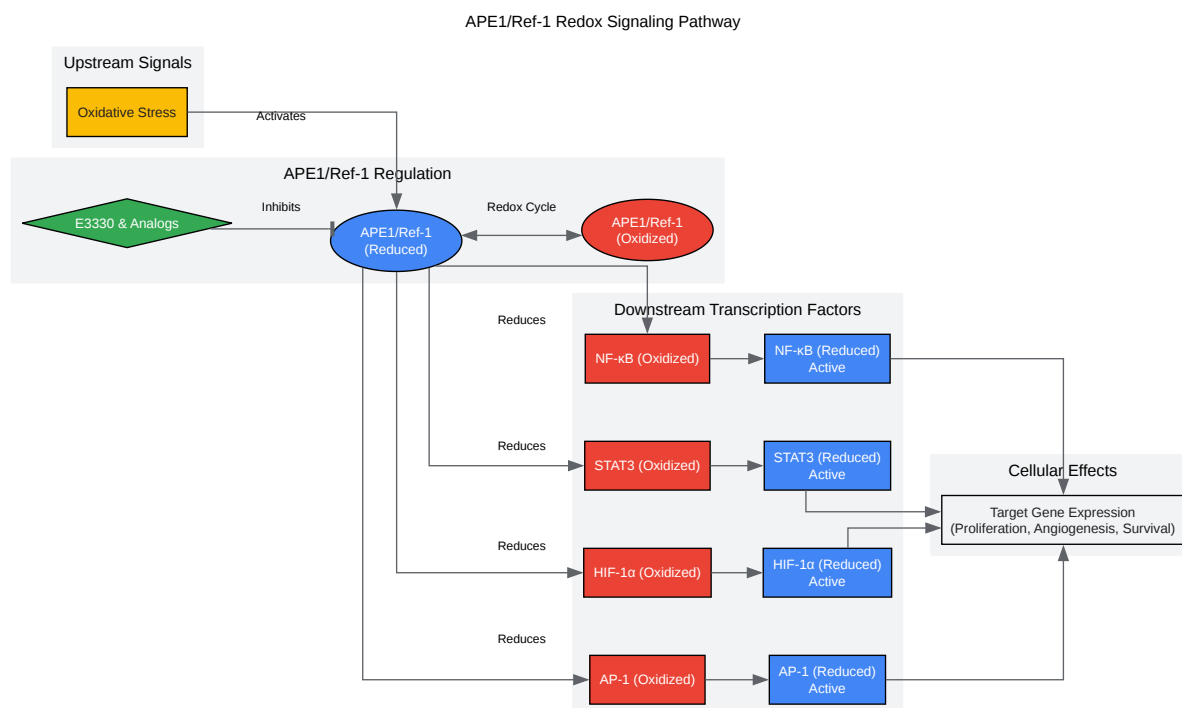 APE1/Ref-1 Redox Signaling Pathway
Upstream Signals
Oxidative Stress
Activates
APE1/Ref-1 Regulation
E3330 & Analogs
Inhibits
APE1/Ref-1
(Reduced)
Redox Cycle
APE1/Ref-1
(Oxidized)
Downstream Transcription Factors
Reduces
NF-κB (Oxidized)
NF-κB (Reduced)
Active
Reduces
STAT3 (Oxidized)
STAT3 (Reduced)
Active
Cellular Effects
Target Gene Expression
(Proliferation, Angiogenesis, Survival)
Reduces
HIF-1α (Oxidized)
HIF-1α (Reduced)
Active
Reduces
AP-1 (Oxidized)
AP-1 (Reduced)
Active